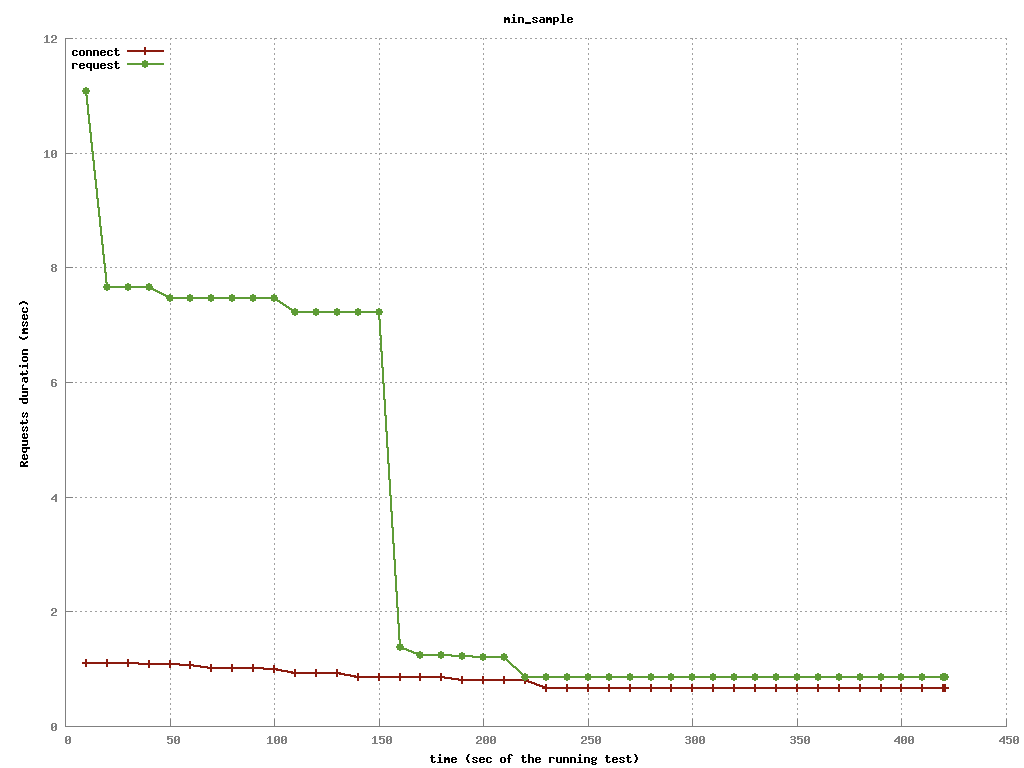 min_sample
connect
request
12
10
8
6
4
2
0
Requests duration (msec)
0 50 100 150 200 250 300 350 400 450
time (sec of the running test)